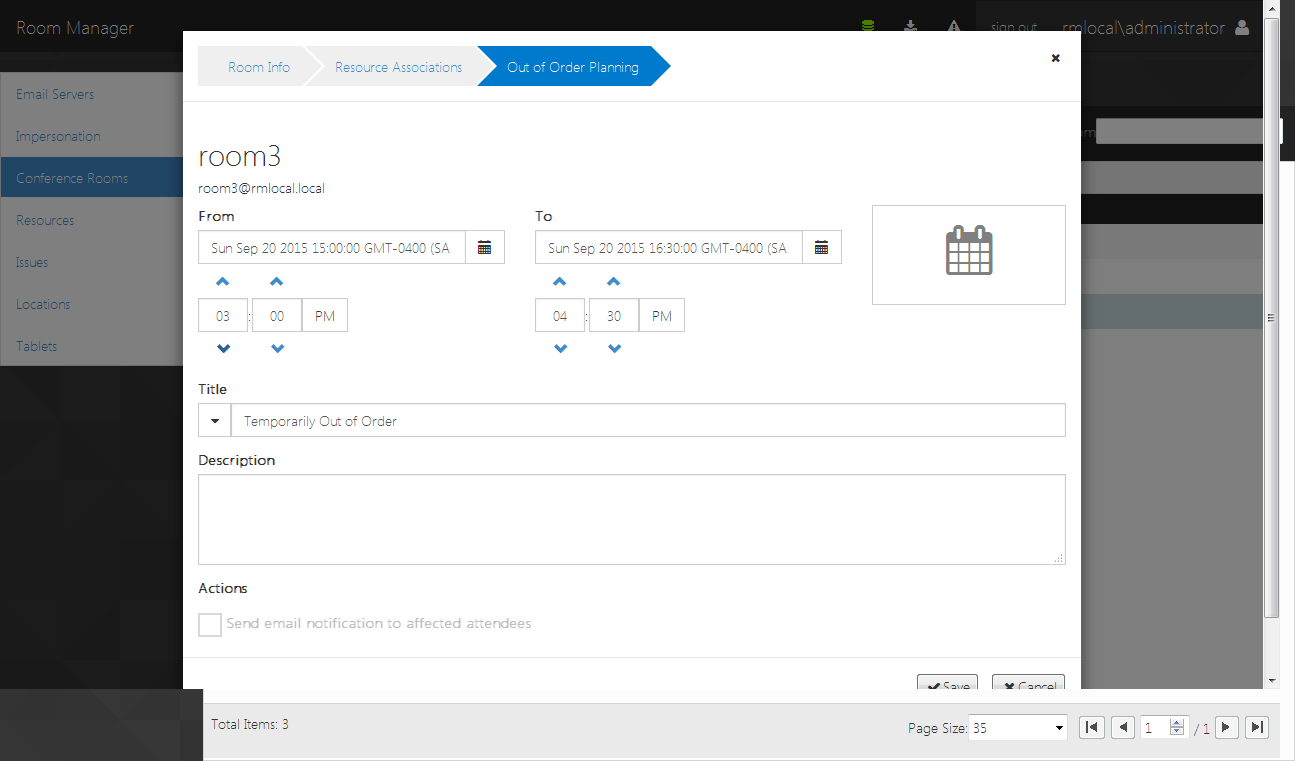 Room Manager
sign out
rmlocal\administrator
Room Info
Resource Associations
Out of Order Planning
Email Servers
Impersonation
Conference Rooms
Resources
Issues
Locations
Tablets
room3
room3@rmlocal.local
From
To
Sun Sep 20 2015 15:00:00 GMT-0400 (SA
Sun Sep 20 2015 16:30:00 GMT-0400 (SA
03 : 00 PM
04 : 30 PM
Title
Temporarily Out of Order
Description
Actions
Send email notification to affected attendees
Save
Cancel
Total Items: 3
Page Size: 35
1 / 1